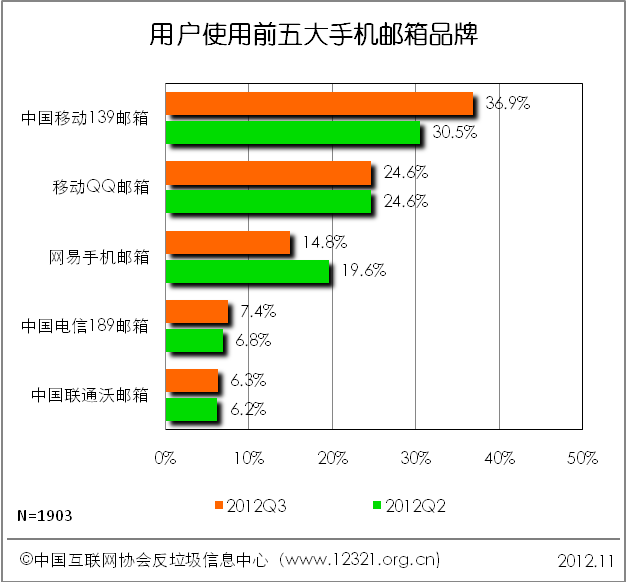 用户使用前五大手机邮箱品牌
中国移动139邮箱
36.9%
30.5%
移动QQ邮箱
24.6%
24.6%
网易手机邮箱
14.8%
19.6%
中国电信189邮箱
7.4%
6.8%
中国联通沃邮箱
6.3%
6.2%
0% 10% 20% 30% 40% 50%
2012Q3 2012Q2
N=1903
©中国互联网协会反垃圾信息中心（www.12321.org.cn) 2012.11